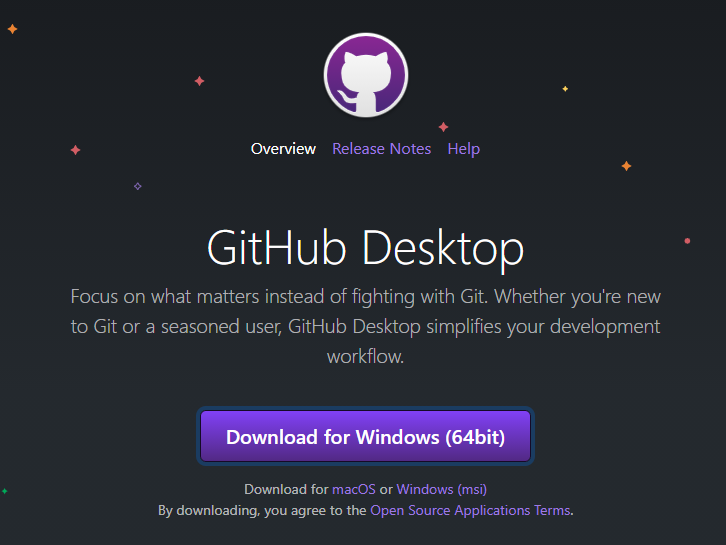 Overview Release Notes Help
GitHub Desktop
Focus on what matters instead of fighting with Git. Whether you're new
to Git or a seasoned user, GitHub Desktop simplifies your development
workflow.
Download for Windows (64bit)
Download for macOS or Windows (msi)
By downloading, you agree to the Open Source Applications Terms.